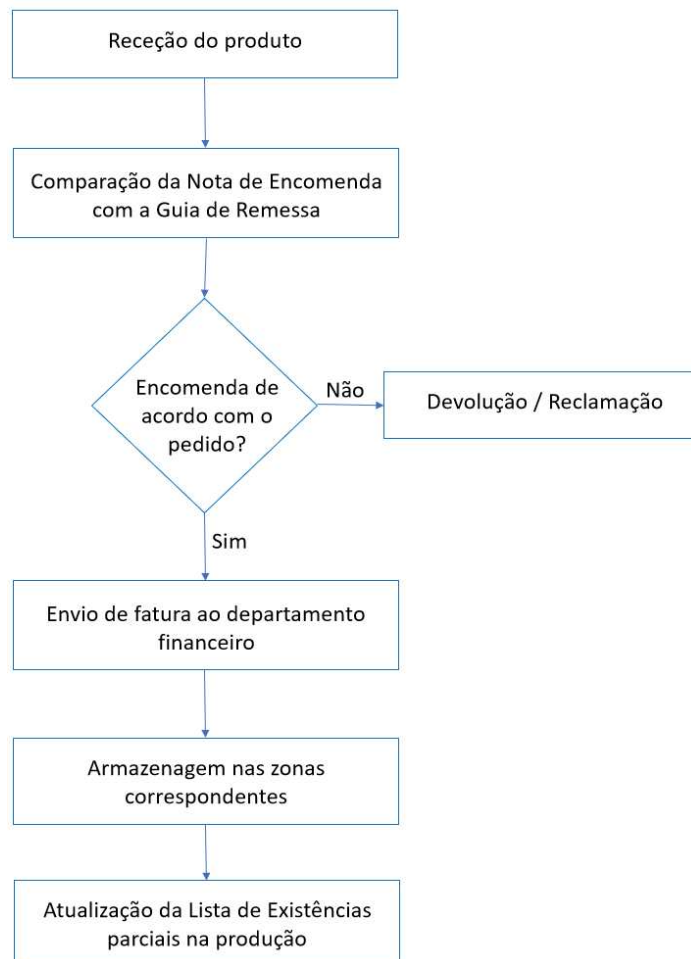 Receção do produto
Comparação da Nota de Encomenda
com a Guia de Remessa
Encomenda de
acordo com o
pedido?
Não
Devolução / Reclamação
Sim
Envio de fatura ao departamento
financeiro
Armazenagem nas zonas
correspondentes
Atualização da Lista de Existências
parciais na produção